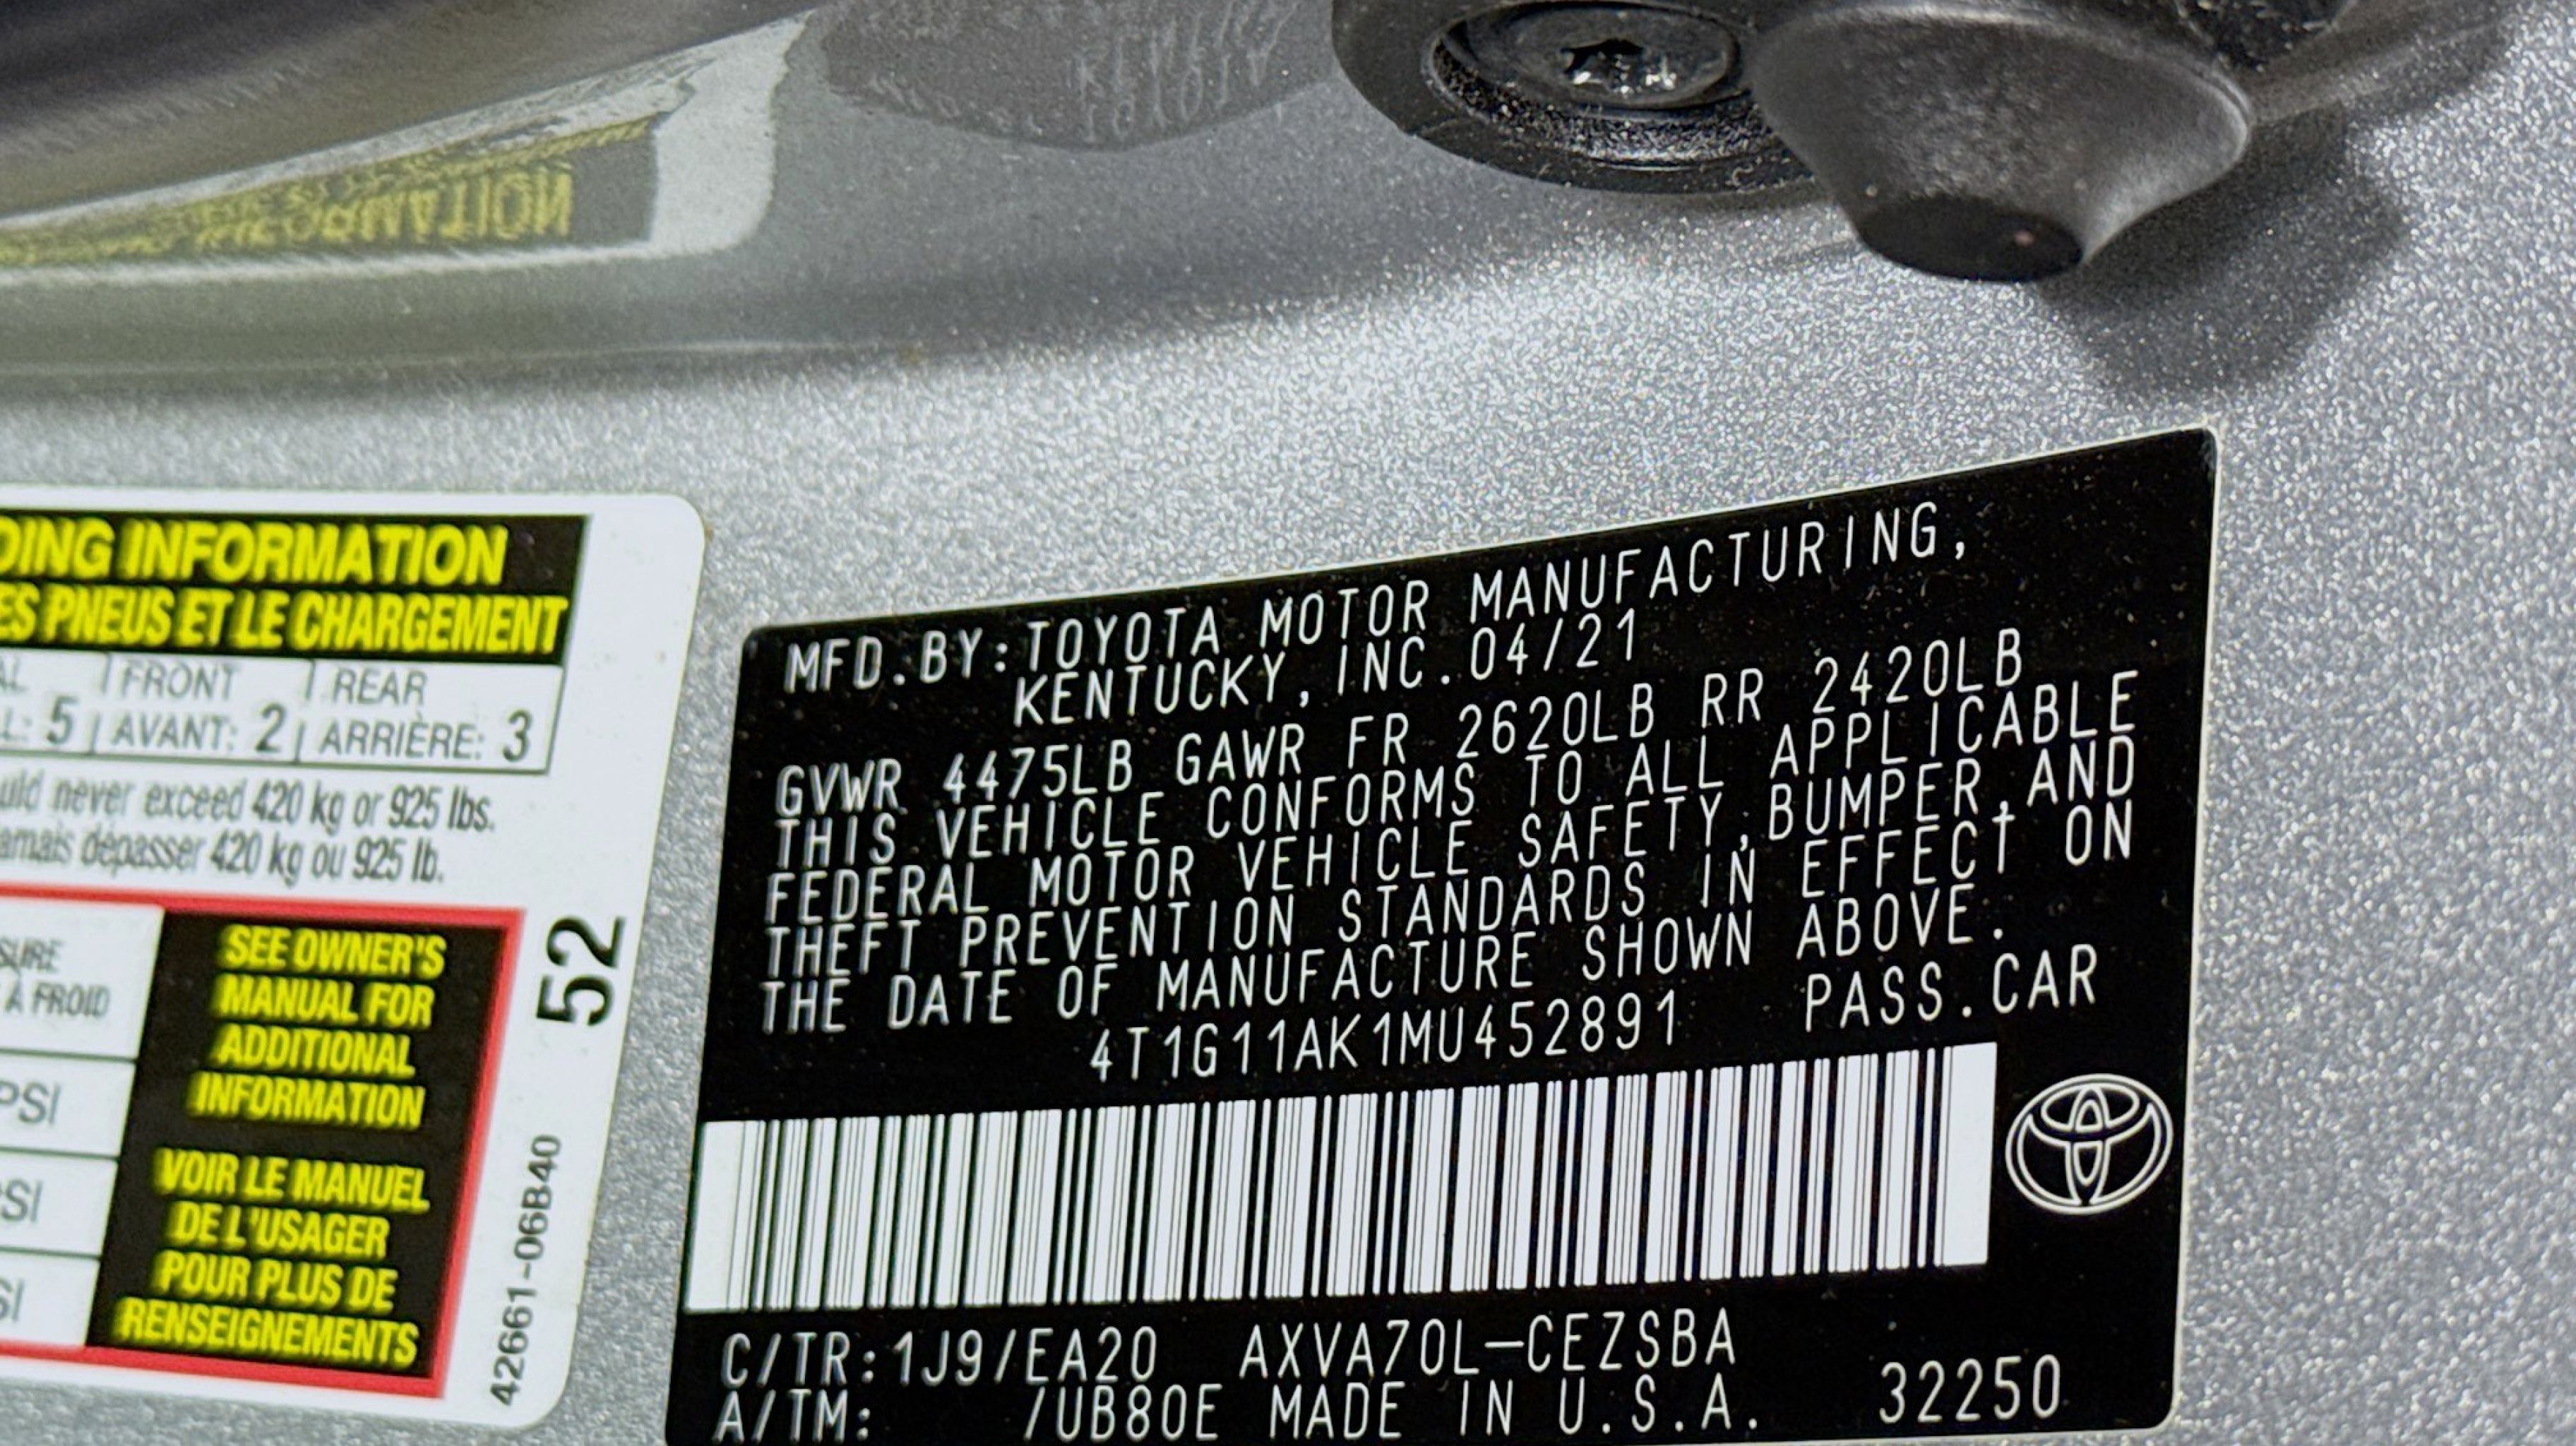 DING INFORMATION
ES PNEUS ET LE CHARGEMENT
AL | FRONT | REAR
L: 5 | AVANT: 2 | ARRIÈRE: 3
uld never exceed 420 kg or 925 lbs.
amais dépasser 420 kg ou 925 lb.
SURE
À FROID
PSI
PSI
SI
SEE OWNER'S
MANUAL FOR
ADDITIONAL
INFORMATION
VOIR LE MANUEL
DE L'USAGER
POUR PLUS DE
RENSEIGNEMENTS
52
42661-06B40
MFD.BY:TOYOTA MOTOR MANUFACTURING,
KENTUCKY, INC.04/21
GVWR 4475LB GAWR FR 2620LB RR 2420LB
THIS VEHICLE CONFORMS TO ALL APPLICABLE
FEDERAL MOTOR VEHICLE SAFETY,BUMPER,AND
THEFT PREVENTION STANDARDS IN EFFECT ON
THE DATE OF MANUFACTURE SHOWN ABOVE.
4T1G11AK1MU452891 PASS.CAR
C/TR:1J9/EA20 AXVA70L-CEZSBA
A/TM: /UB80E MADE IN U.S.A. 32250